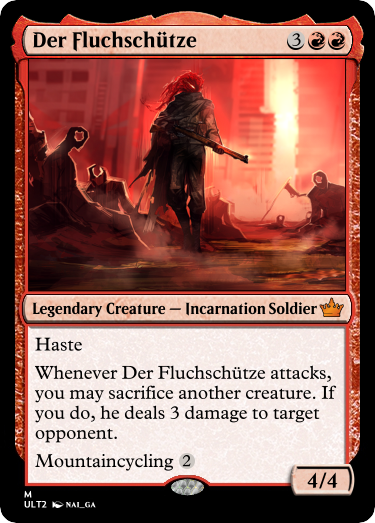 Der Fluchschütze 3
Legendary Creature — Incarnation Soldier
Haste
Whenever Der Fluchschütze attacks,
you may sacrifice another creature. If
you do, he deals 3 damage to target
opponent.
Mountaincycling 2
4/4
M
ULT2 NAI_GA